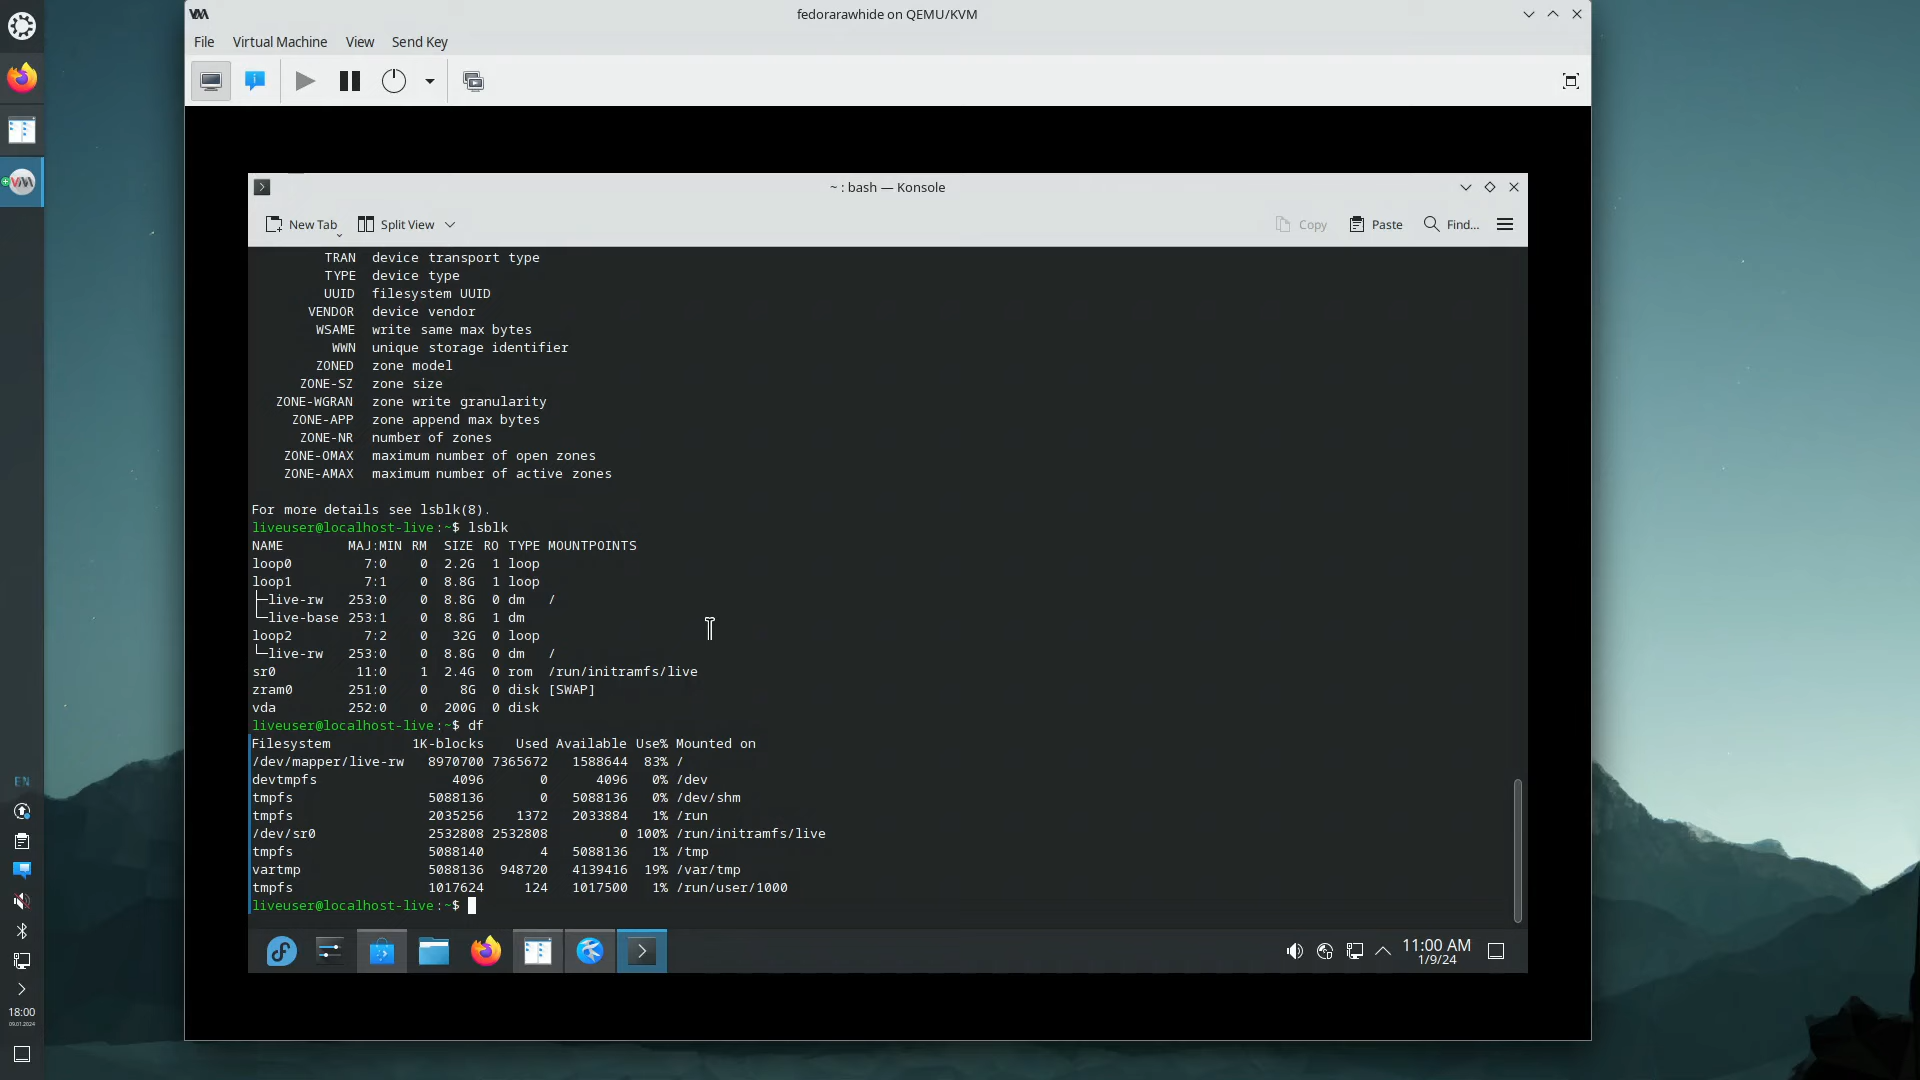 fedorarawhide on QEMU/KVM
File Virtual Machine View Send Key
~ : bash — Konsole
New Tab Split View Copy Paste Find...
TRAN device transport type
TYPE device type
UUID filesystem UUID
VENDOR device vendor
WSAME write same max bytes
WWN unique storage identifier
ZONED zone model
ZONE-SZ zone size
ZONE-WGRAN zone write granularity
ZONE-APP zone append max bytes
ZONE-NR number of zones
ZONE-OMAX maximum number of open zones
ZONE-AMAX maximum number of active zones
For more details see lsblk(8).
liveuser@localhost-live:~$ lsblk
NAME MAJ:MIN RM SIZE RO TYPE MOUNTPOINTS
loop0 7:0 0 2.2G 1 loop
loop1 7:1 0 8.8G 1 loop
├─live-rw 253:0 0 8.8G 0 dm /
└─live-base 253:1 0 8.8G 1 dm
loop2 7:2 0 32G 0 loop
└─live-rw 253:0 0 8.8G 0 dm /
sr0 11:0 1 2.4G 0 rom /run/initramfs/live
zram0 251:0 0 8G 0 disk [SWAP]
vda 252:0 0 200G 0 disk
liveuser@localhost-live:~$ df
Filesystem 1K-blocks Used Available Use% Mounted on
/dev/mapper/live-rw 8970700 7365672 1588644 83% /
devtmpfs 4096 0 4096 0% /dev
tmpfs 5088136 0 5088136 0% /dev/shm
tmpfs 2035256 1372 2033884 1% /run
/dev/sr0 2532808 2532808 0 100% /run/initramfs/live
tmpfs 5088140 4 5088136 1% /tmp
vartmp 5088136 948720 4139416 19% /var/tmp
tmpfs 1017624 124 1017500 1% /run/user/1000
liveuser@localhost-live:~$
11:00 AM
1/9/24
EN
18:00
09.01.2024